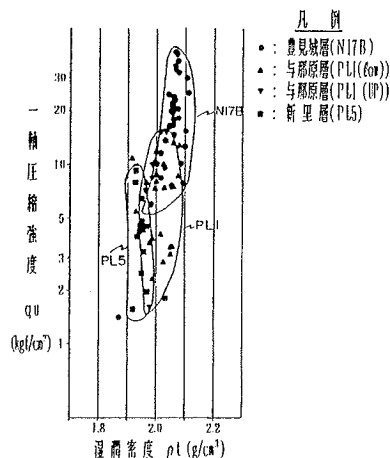 凡例
● : 豊見城層(N17B)
▲ : 与那原層(PL1(Low))
▼ : 与那原層(PL1(UP))
■ : 新里層(PL5)
一軸圧縮強度 qu (kgf/cm²)
30
20
10
5
3
2
1
N17B
PL1
PL5
1.8
2.0
2.2
湿潤密度 ρt (g/cm³)